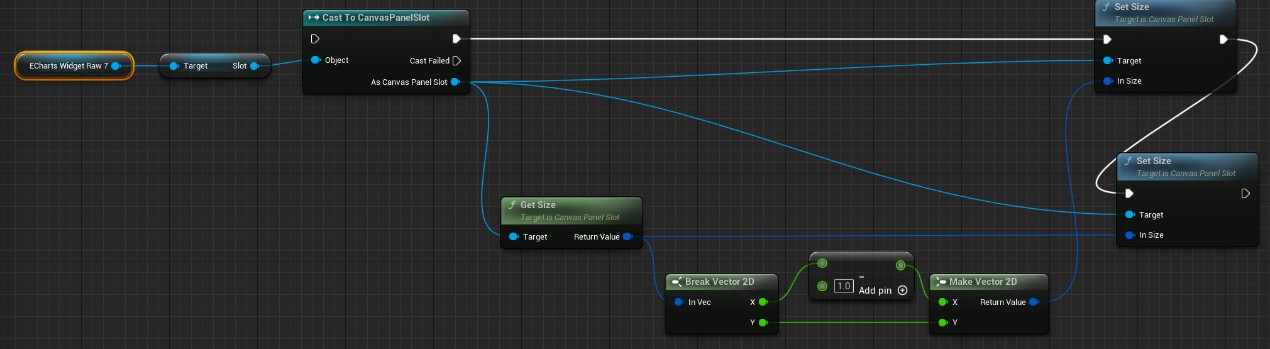 Cast To CanvasPanelSlot
Object
Cast Failed
As Canvas Panel Slot
ECharts Widget Raw 7
Target Slot
f Set Size
Target is Canvas Panel Slot
Target
In Size
f Set Size
Target is Canvas Panel Slot
Target
In Size
f Get Size
Target is Canvas Panel Slot
Target Return Value
Break Vector 2D
In Vec X
Y
-
1.0 Add pin
Make Vector 2D
X Return Value
Y